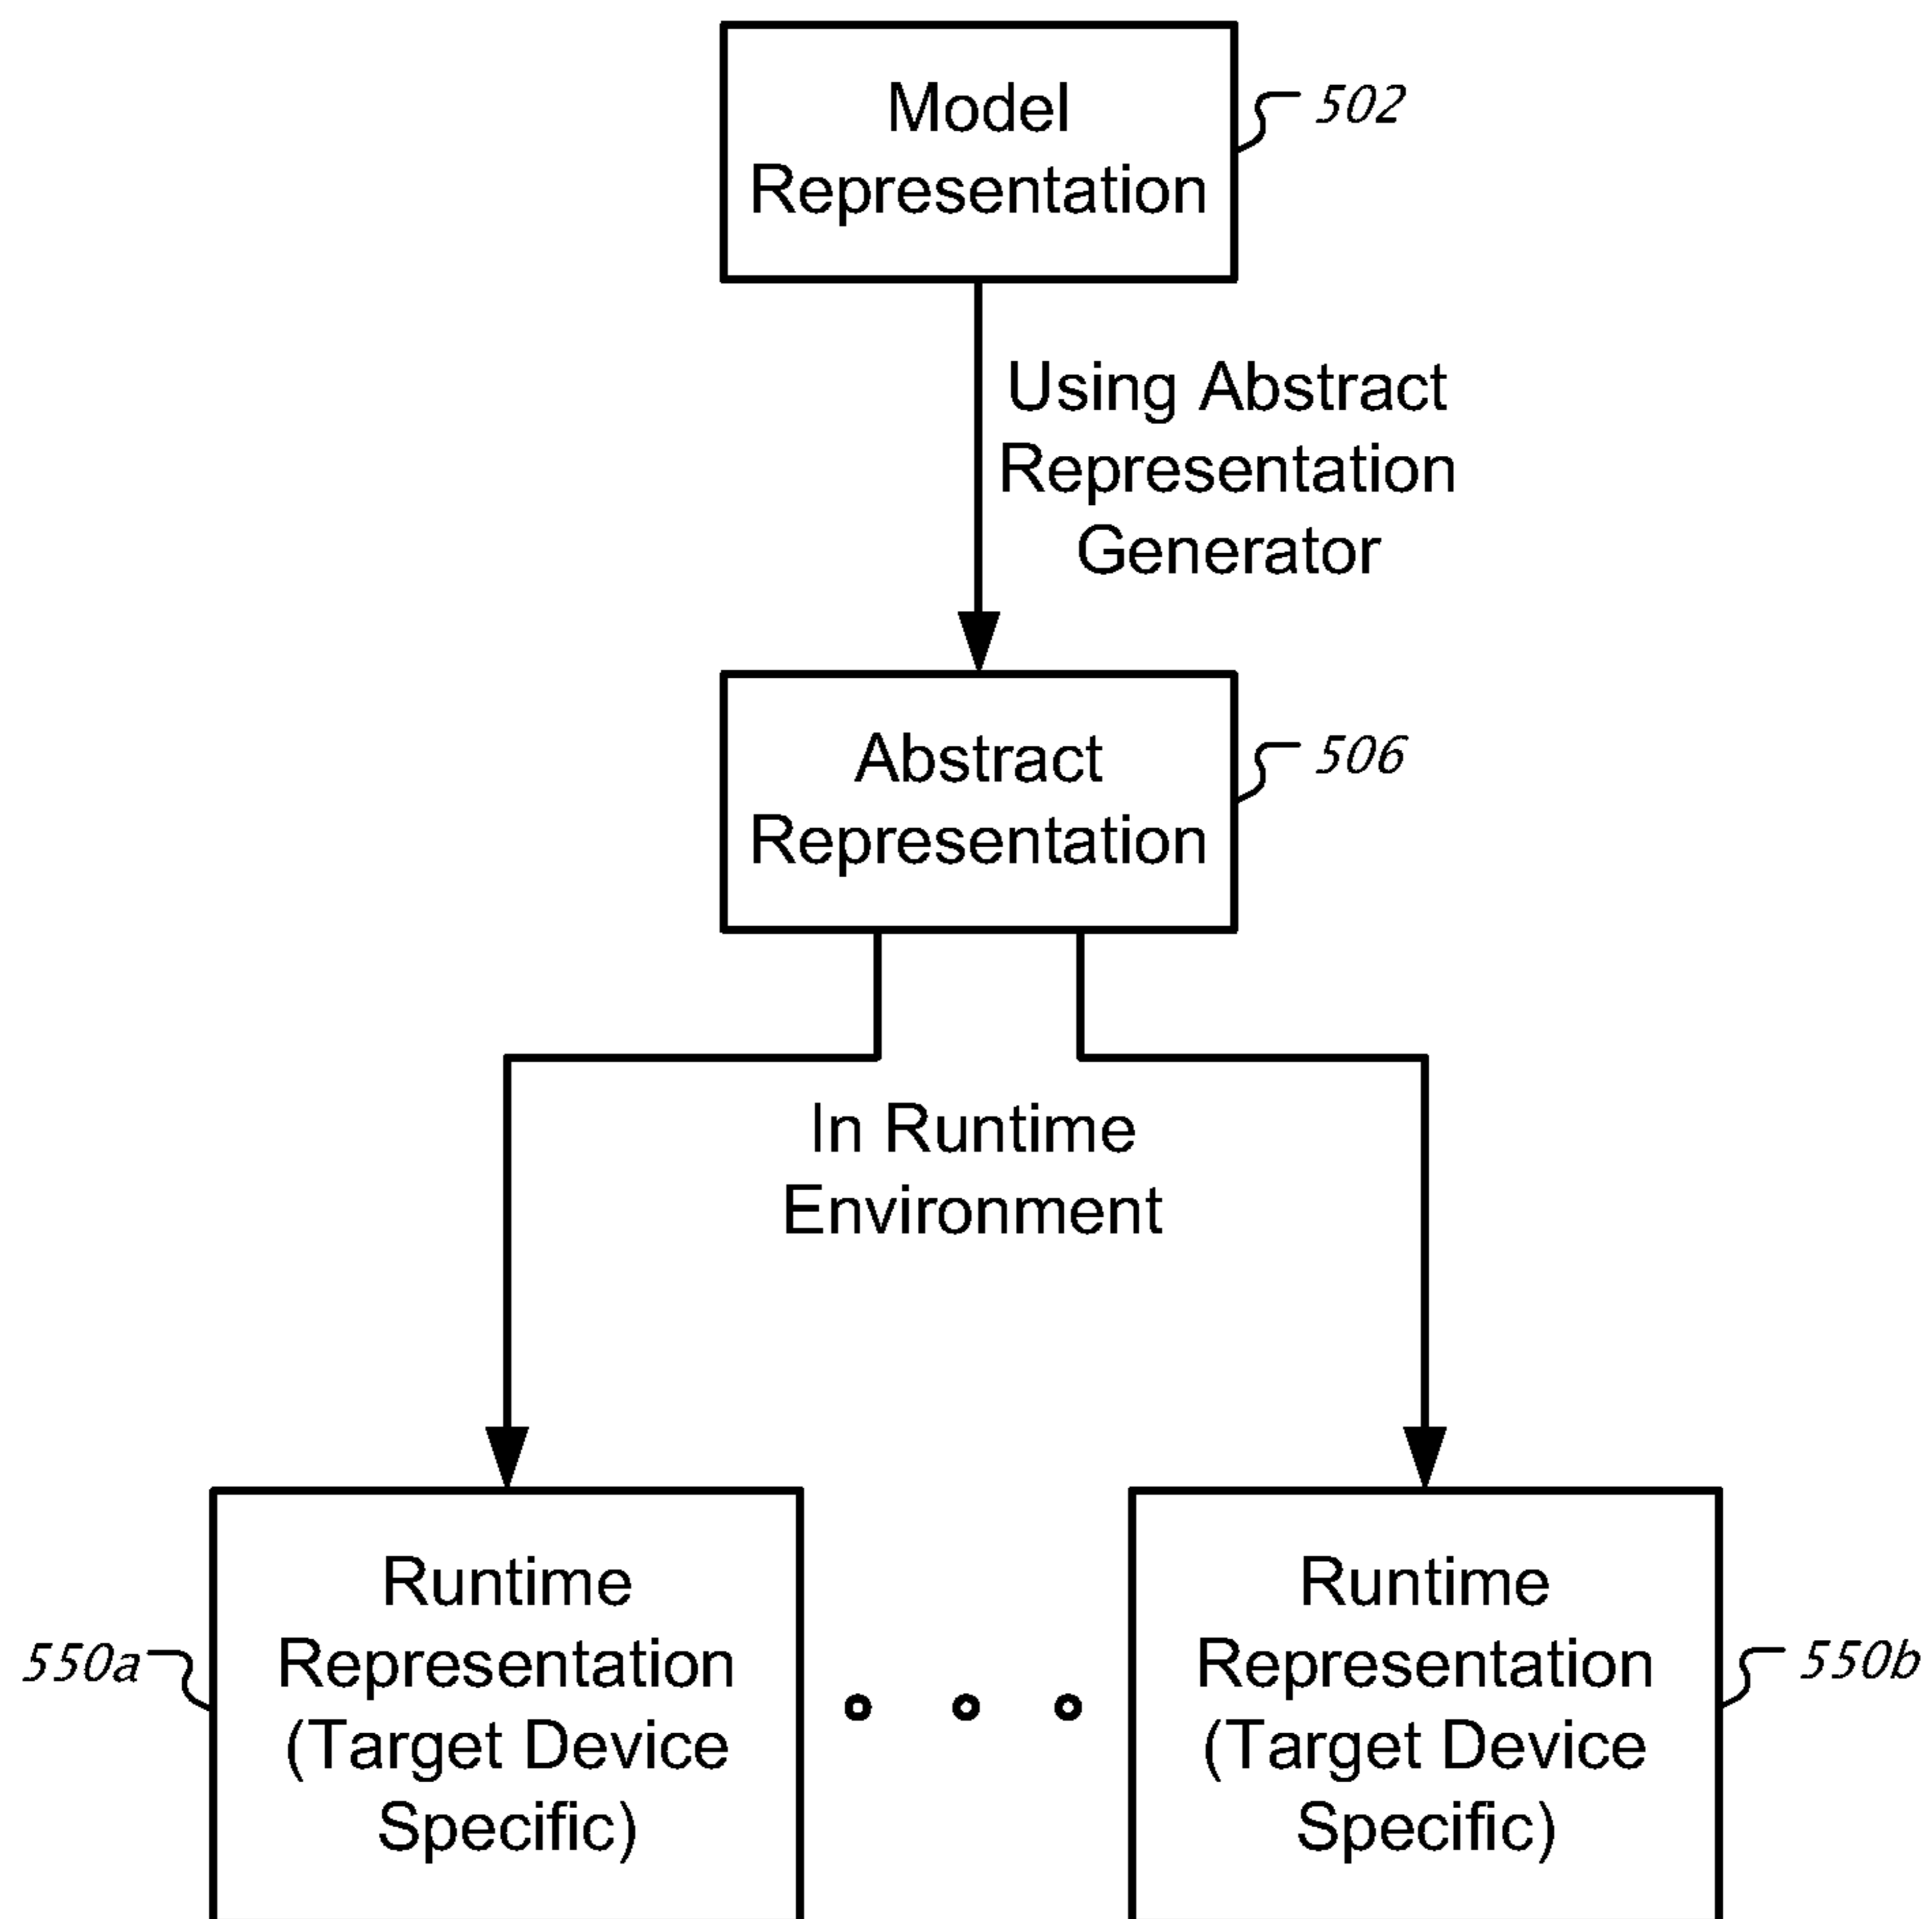 Model
Representation
502
Using Abstract
Representation
Generator
Abstract
Representation
506
In Runtime
Environment
Runtime
Representation
(Target Device
Specific)
550a
Runtime
Representation
(Target Device
Specific)
550b